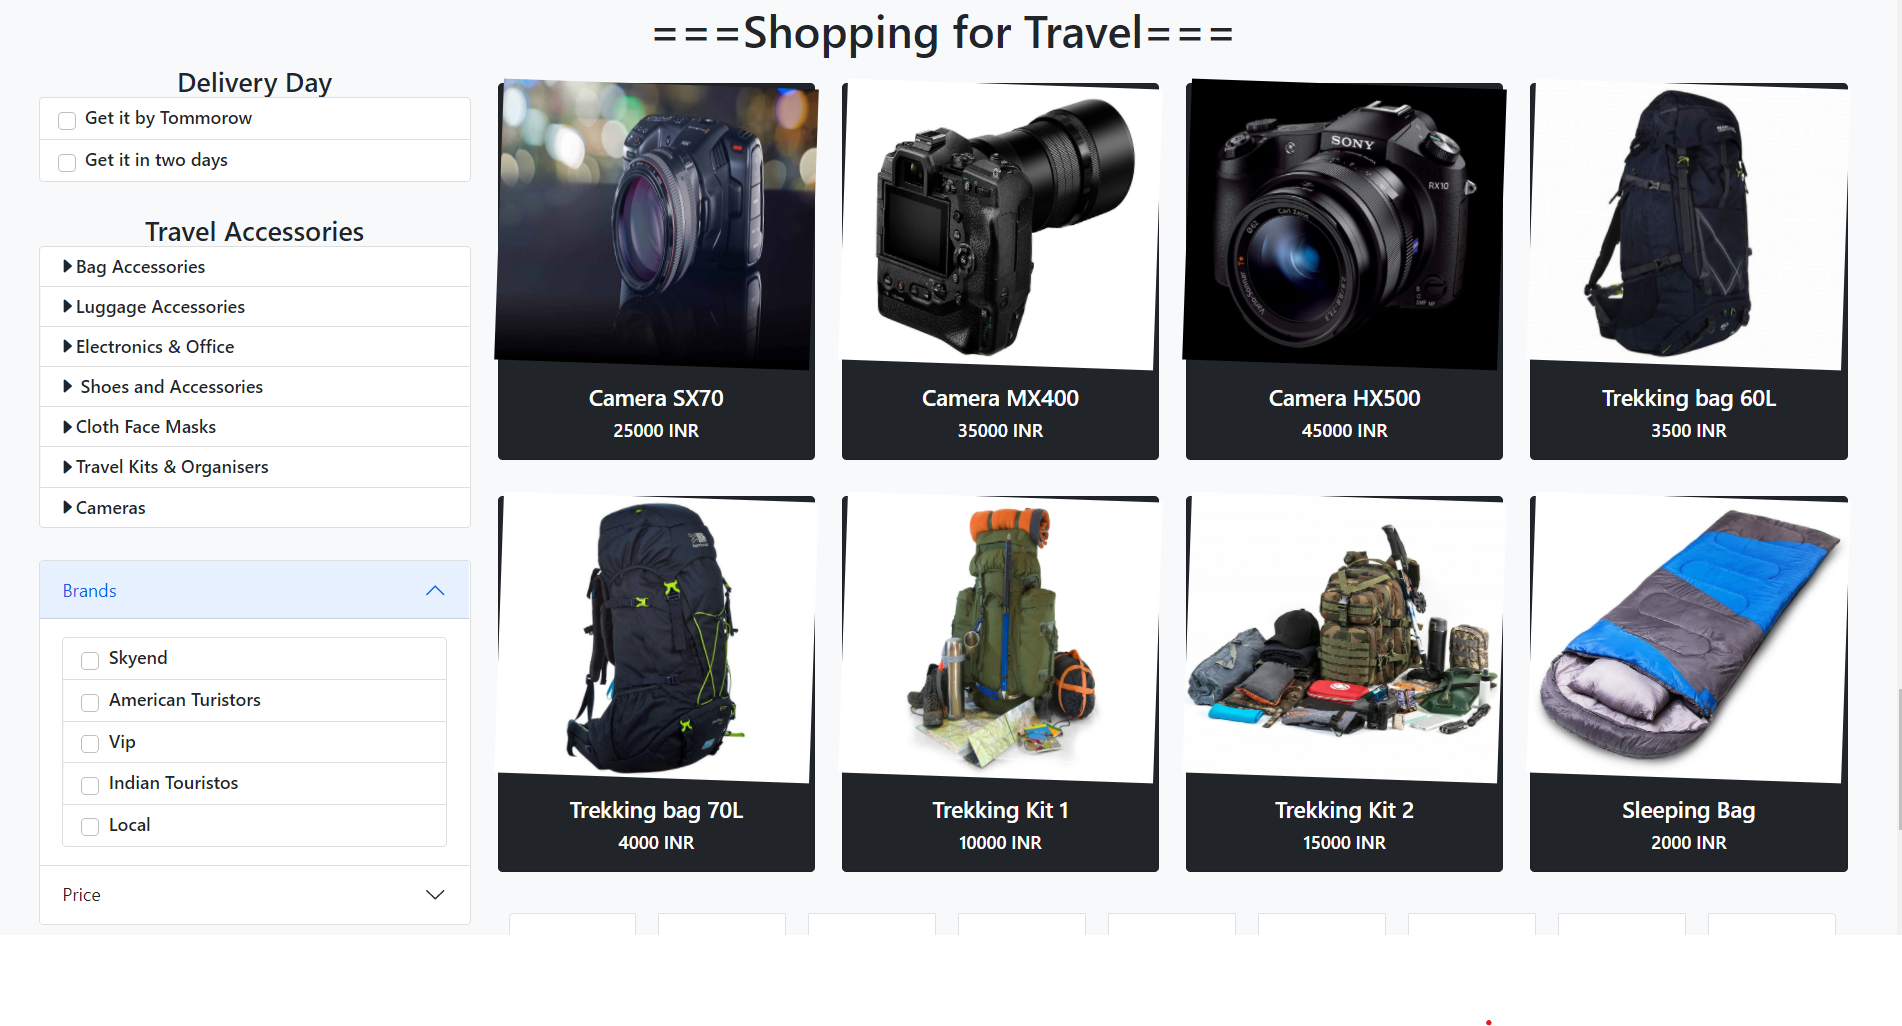 ===Shopping for Travel===
Delivery Day
Get it by Tommorow
Get it in two days
Travel Accessories
Bag Accessories
Luggage Accessories
Electronics & Office
Shoes and Accessories
Cloth Face Masks
Travel Kits & Organisers
Cameras
Brands
Skyend
American Turistors
Vip
Indian Touristos
Local
Price
Camera SX70
25000 INR
Camera MX400
35000 INR
SONY
RX10
Camera HX500
45000 INR
Trekking bag 60L
3500 INR
Trekking bag 70L
4000 INR
Trekking Kit 1
10000 INR
Trekking Kit 2
15000 INR
Sleeping Bag
2000 INR